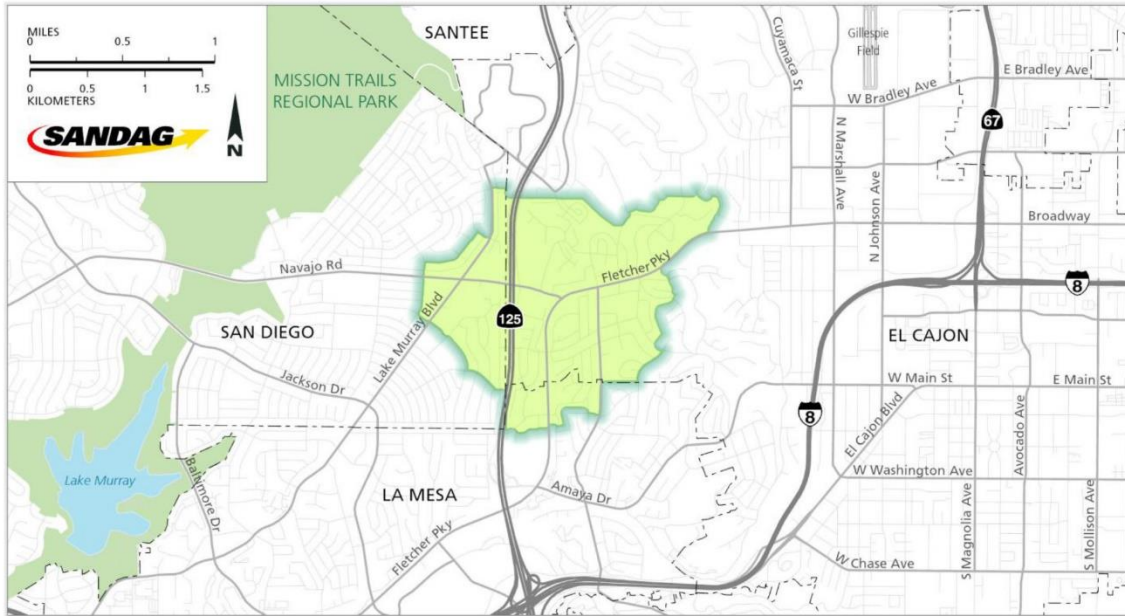 MILES
0 0.5 1
0 0.5 1 1.5
KILOMETERS
SANDAG
N
SANTEE
MISSION TRAILS
REGIONAL PARK
Cuyamaca St
Gillespie
Field
67
E Bradley Ave
W Bradley Ave
N Marshall Ave
N Johnson Ave
Broadway
Navajo Rd
Fletcher Pky
8
125
Lake Murray Blvd
SAN DIEGO
EL CAJON
Jackson Dr
W Main St
E Main St
8
El Cajon Blvd
Avocado Ave
Lake Murray
Baltimore Dr
W Washington Ave
LA MESA
Amaya Dr
Fletcher Pky
S Magnolia Ave
S Mollison Ave
W Chase Ave